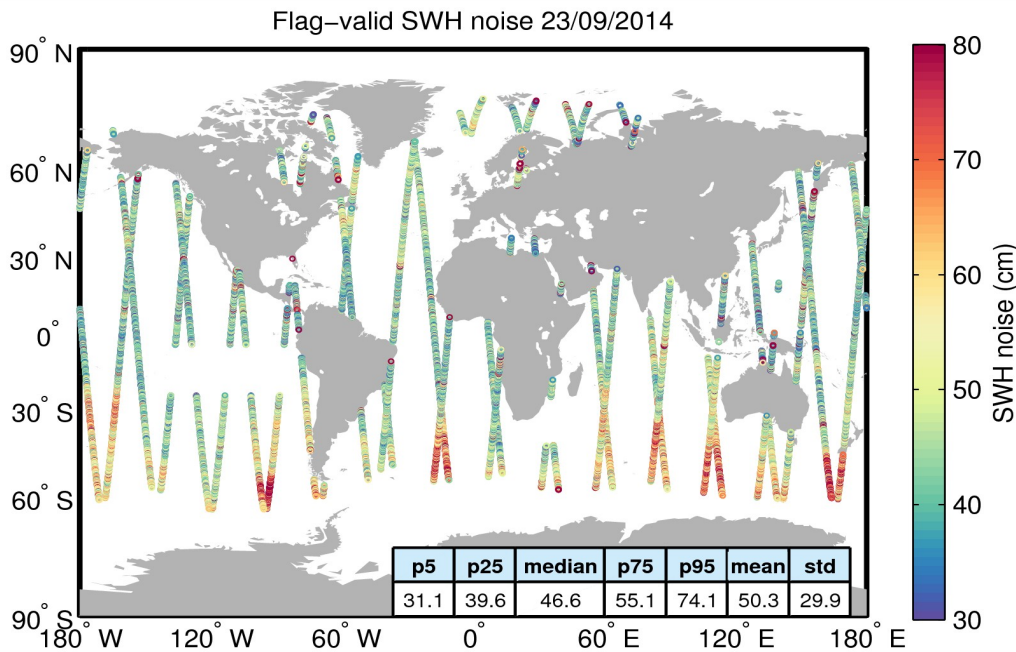 Flag−valid SWH noise 23/09/2014
90° N
60° N
30° N
0°
30° S
60° S
90° S
180° W
120° W
60° W
0°
60° E
120° E
180° E
80
70
60
50
40
30
SWH noise (cm)
p5 p25 median p75 p95 mean std
31.1 39.6 46.6 55.1 74.1 50.3 29.9